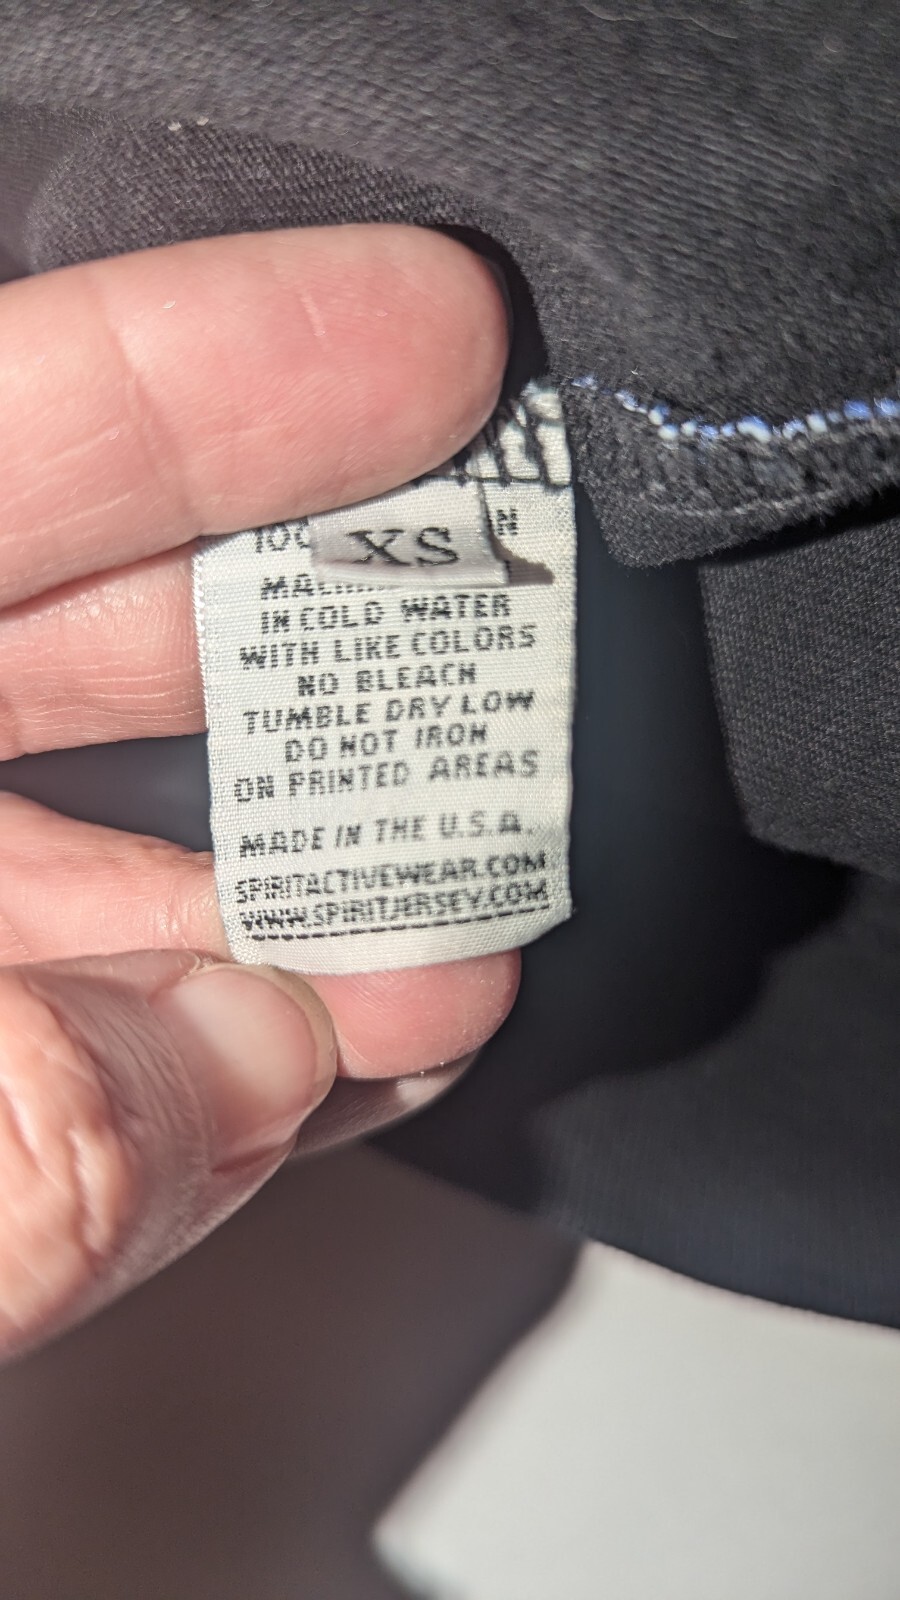 XS
IN COLD WATER
WITH LIKE COLORS
NO BLEACH
TUMBLE DRY LOW
DO NOT IRON
ON PRINTED AREAS
MADE IN THE U.S.A.
SPIRITACTIVEWEAR.COM
WWW.SPIRITJERSEY.COM